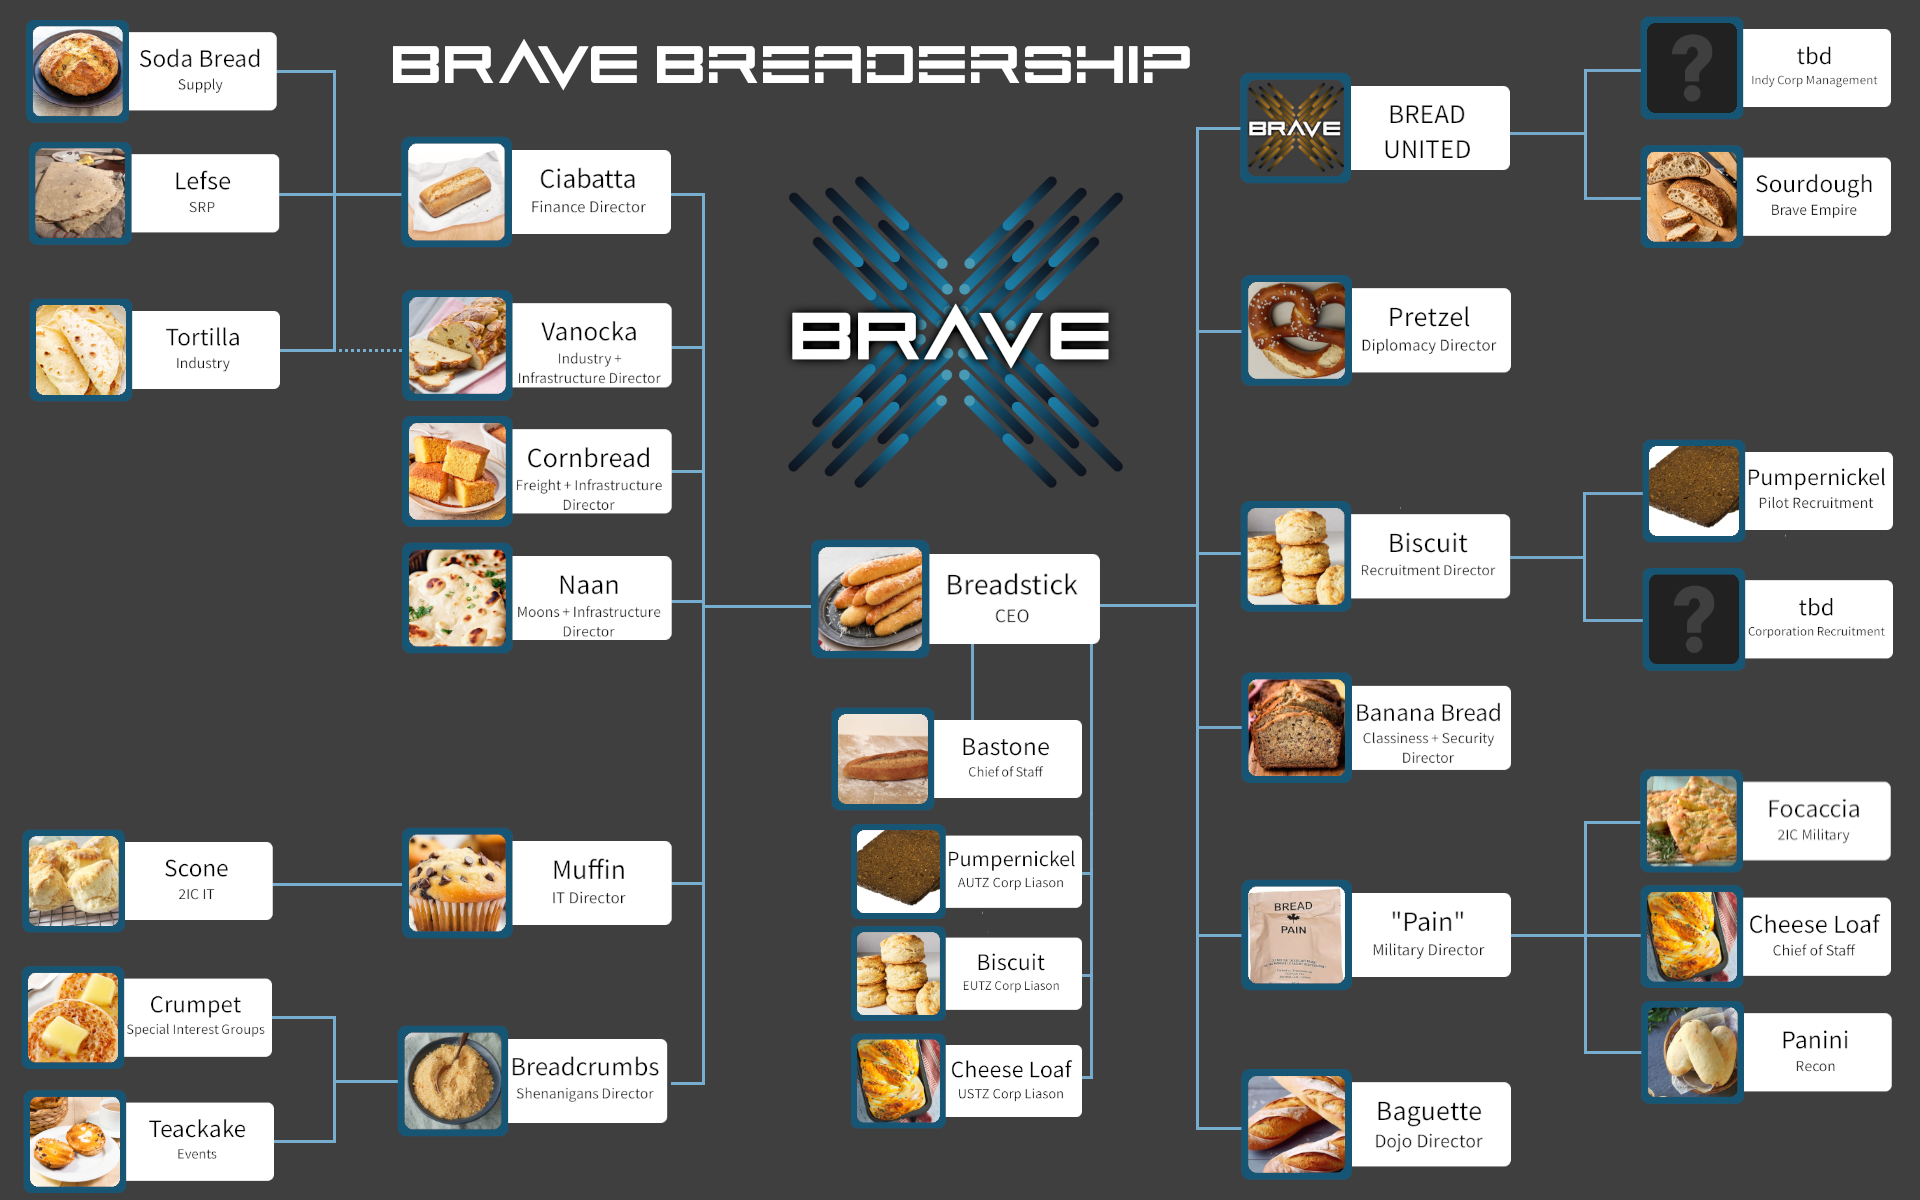 BRAVE BREADERSHIP
Soda Bread
Supply
Lefse
SRP
Tortilla
Industry
Ciabatta
Finance Director
Vanocka
Industry +
Infrastructure Director
Cornbread
Freight + Infrastructure
Director
Naan
Moons + Infrastructure
Director
Scone
2IC IT
Muffin
IT Director
Crumpet
Special Interest Groups
Teackake
Events
Breadcrumbs
Shenanigans Director
BRAVE
Breadstick
CEO
Bastone
Chief of Staff
Pumpernickel
AUTZ Corp Liason
Biscuit
EUTZ Corp Liason
Cheese Loaf
USTZ Corp Liason
BRAVE
BREAD
UNITED
tbd
Indy Corp Management
Sourdough
Brave Empire
Pretzel
Diplomacy Director
Biscuit
Recruitment Director
Pumpernickel
Pilot Recruitment
tbd
Corporation Recruitment
Banana Bread
Classiness + Security
Director
BREAD
PAIN
"Pain"
Military Director
Focaccia
2IC Military
Cheese Loaf
Chief of Staff
Panini
Recon
Baguette
Dojo Director